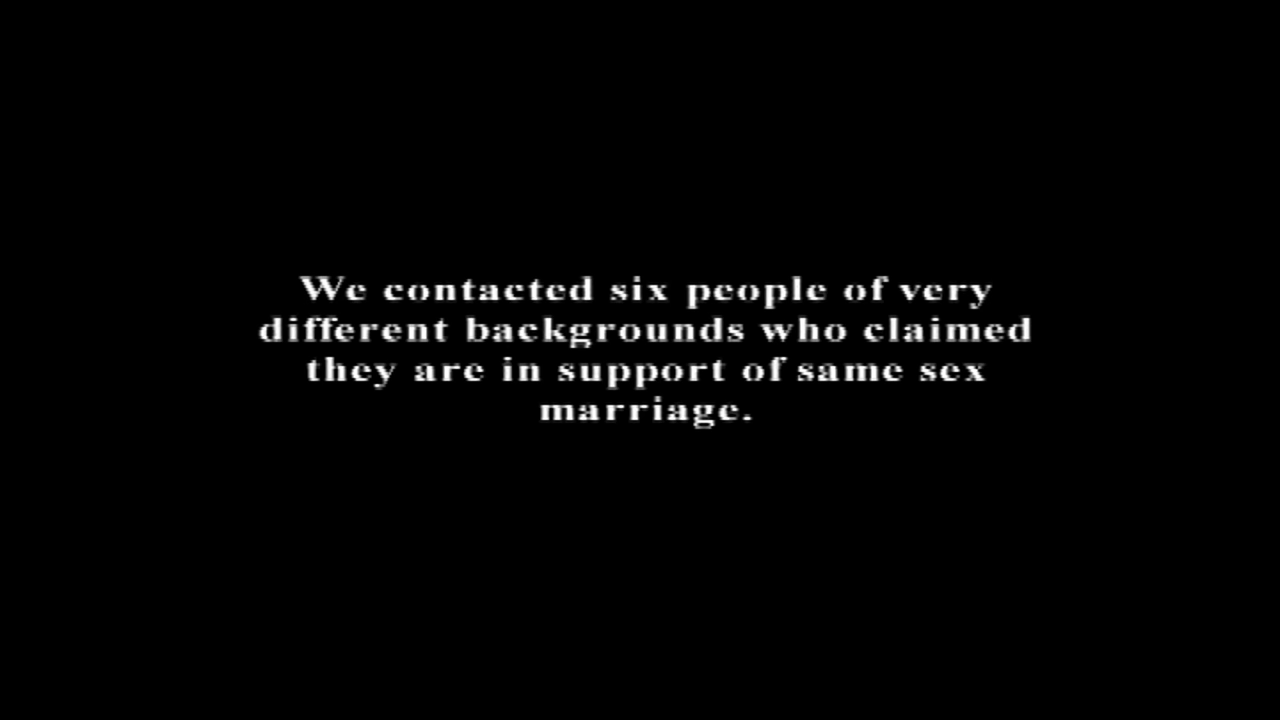 We contacted six people of very
different backgrounds who claimed
they are in support of same sex
marriage.